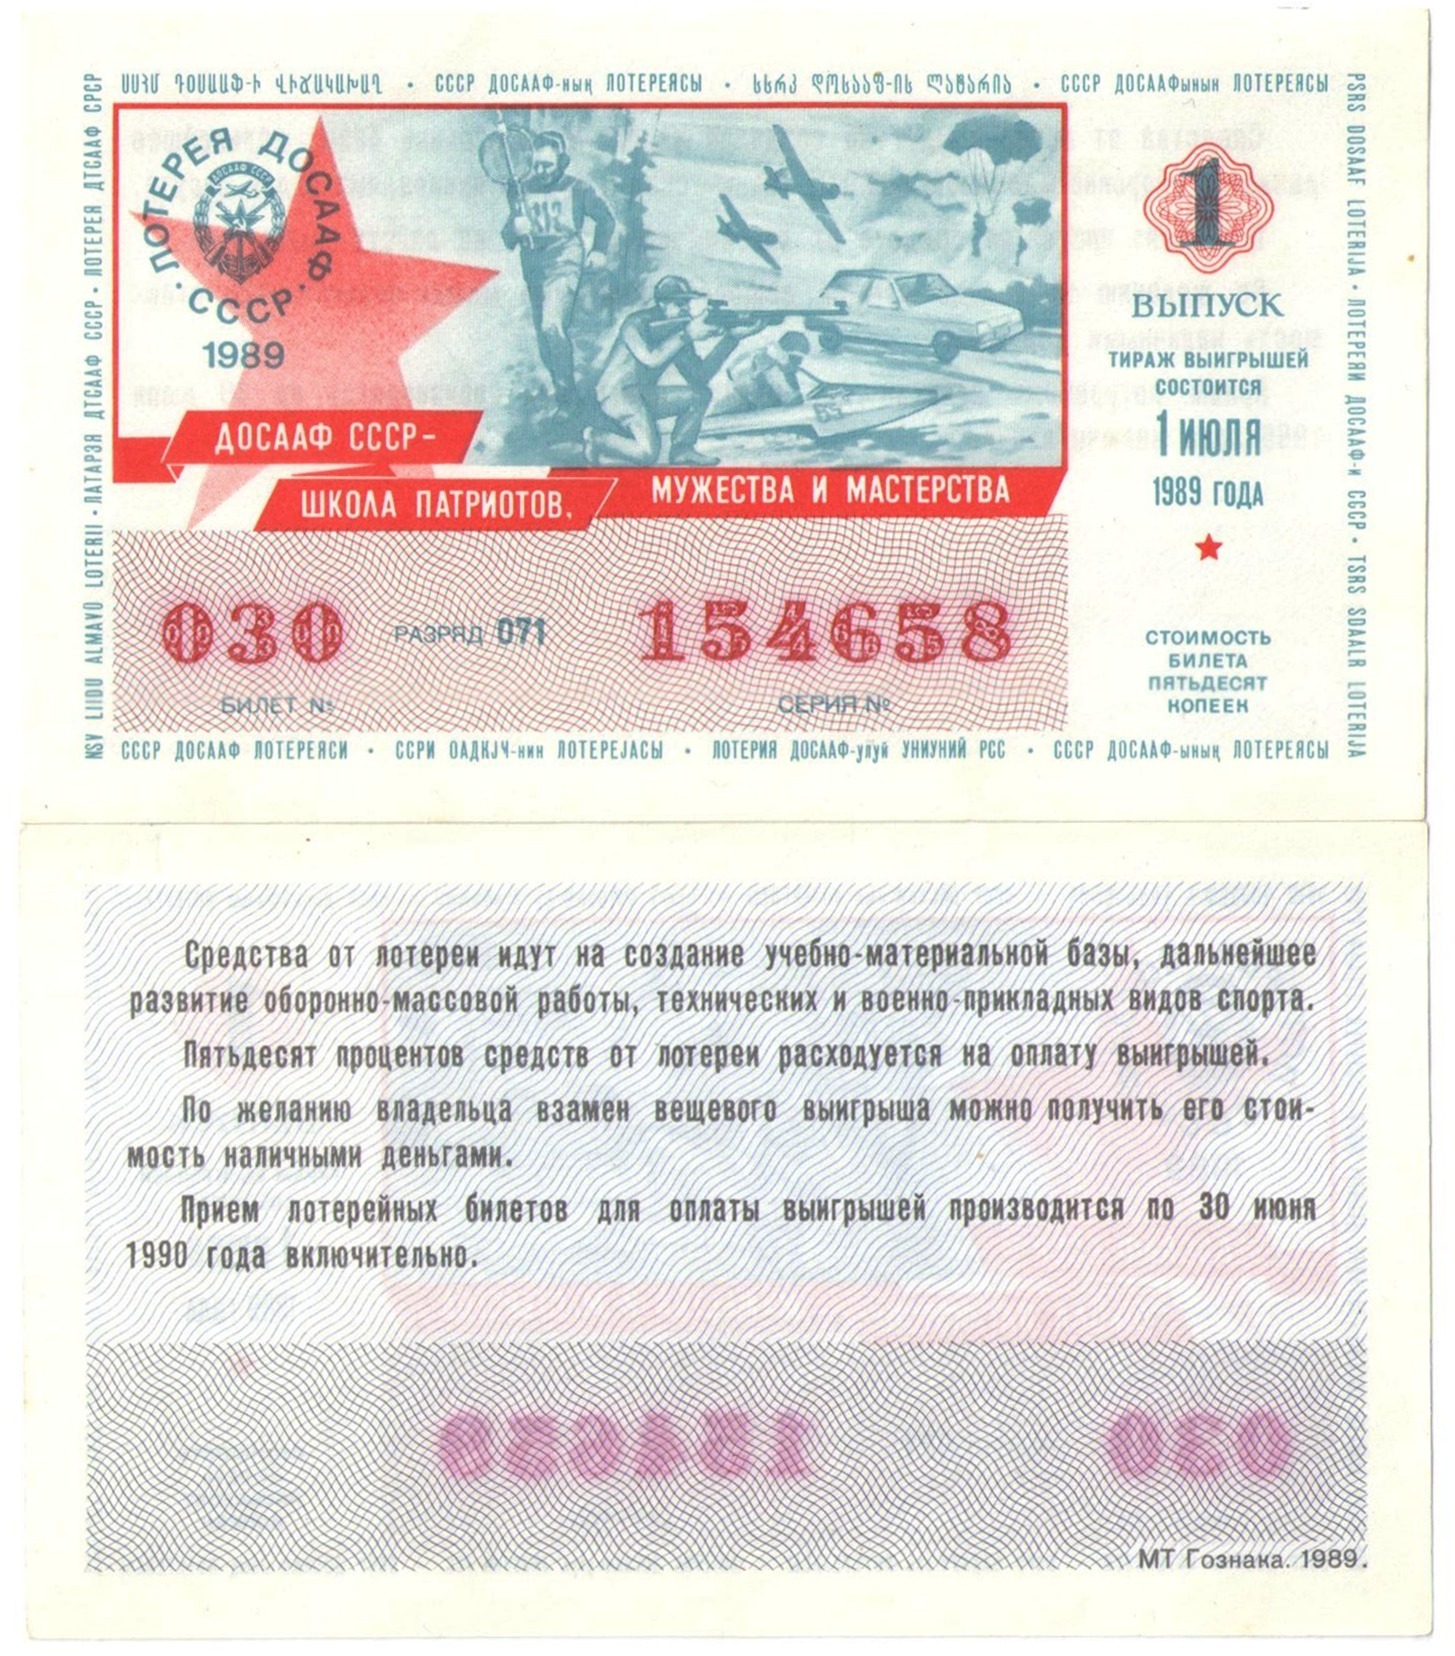 ՍՍՀՄ ԴՕՍԱԱՖ-Ի ՎԻՃԱԿԱԽԱՂ • СССР ДОСААФ-ның ЛОТЕРЕЯСЫ • სსრკ დოსააფ-ის ლატარია • СССР ДОСААФынын ЛОТЕРЕЯСЫ
NSV LIIDU ALMAVÜ LOTERII • ЛАТАРЭЯ ДТСААФ СССР • ЛОТЕРЕЯ ДТСААФ СРСР
ЛОТЕРЕЯ ДОСААФ
• СССР •
ДОСААФ СССР
1989
ДОСААФ СССР-
ШКОЛА ПАТРИОТОВ,
МУЖЕСТВА И МАСТЕРСТВА
1
ВЫПУСК
ТИРАЖ ВЫИГРЫШЕЙ
СОСТОИТСЯ
1 ИЮЛЯ
1989 ГОДА
030
РАЗРЯД 071
154658
БИЛЕТ №
СЕРИЯ №
СТОИМОСТЬ
БИЛЕТА
ПЯТЬДЕСЯТ
КОПЕЕК
PSRS DOSAAF LOTERIJA • ЛОТЕРЕЯИ ДОСААФ-и СССР • TSRS SDAALR LOTERIJA
СССР ДОСААФ ЛОТЕРЕЯСИ • ССРИ ОАДКЈЧ-нин ЛОТЕРЕЈАСЫ • ЛОТЕРИЯ ДОСААФ-улуй УНИУНИЙ РСС • СССР ДОСААФ-ының ЛОТЕРЕЯСЫ
Средства от лотереи идут на создание учебно-материальной базы, дальнейшее
развитие оборонно-массовой работы, технических и военно-прикладных видов спорта.
Пятьдесят процентов средств от лотереи расходуется на оплату выигрышей.
По желанию владельца взамен вещевого выигрыша можно получить его стои-
мость наличными деньгами.
Прием лотерейных билетов для оплаты выигрышей производится по 30 июня
1990 года включительно.
МТ Гознака. 1989.